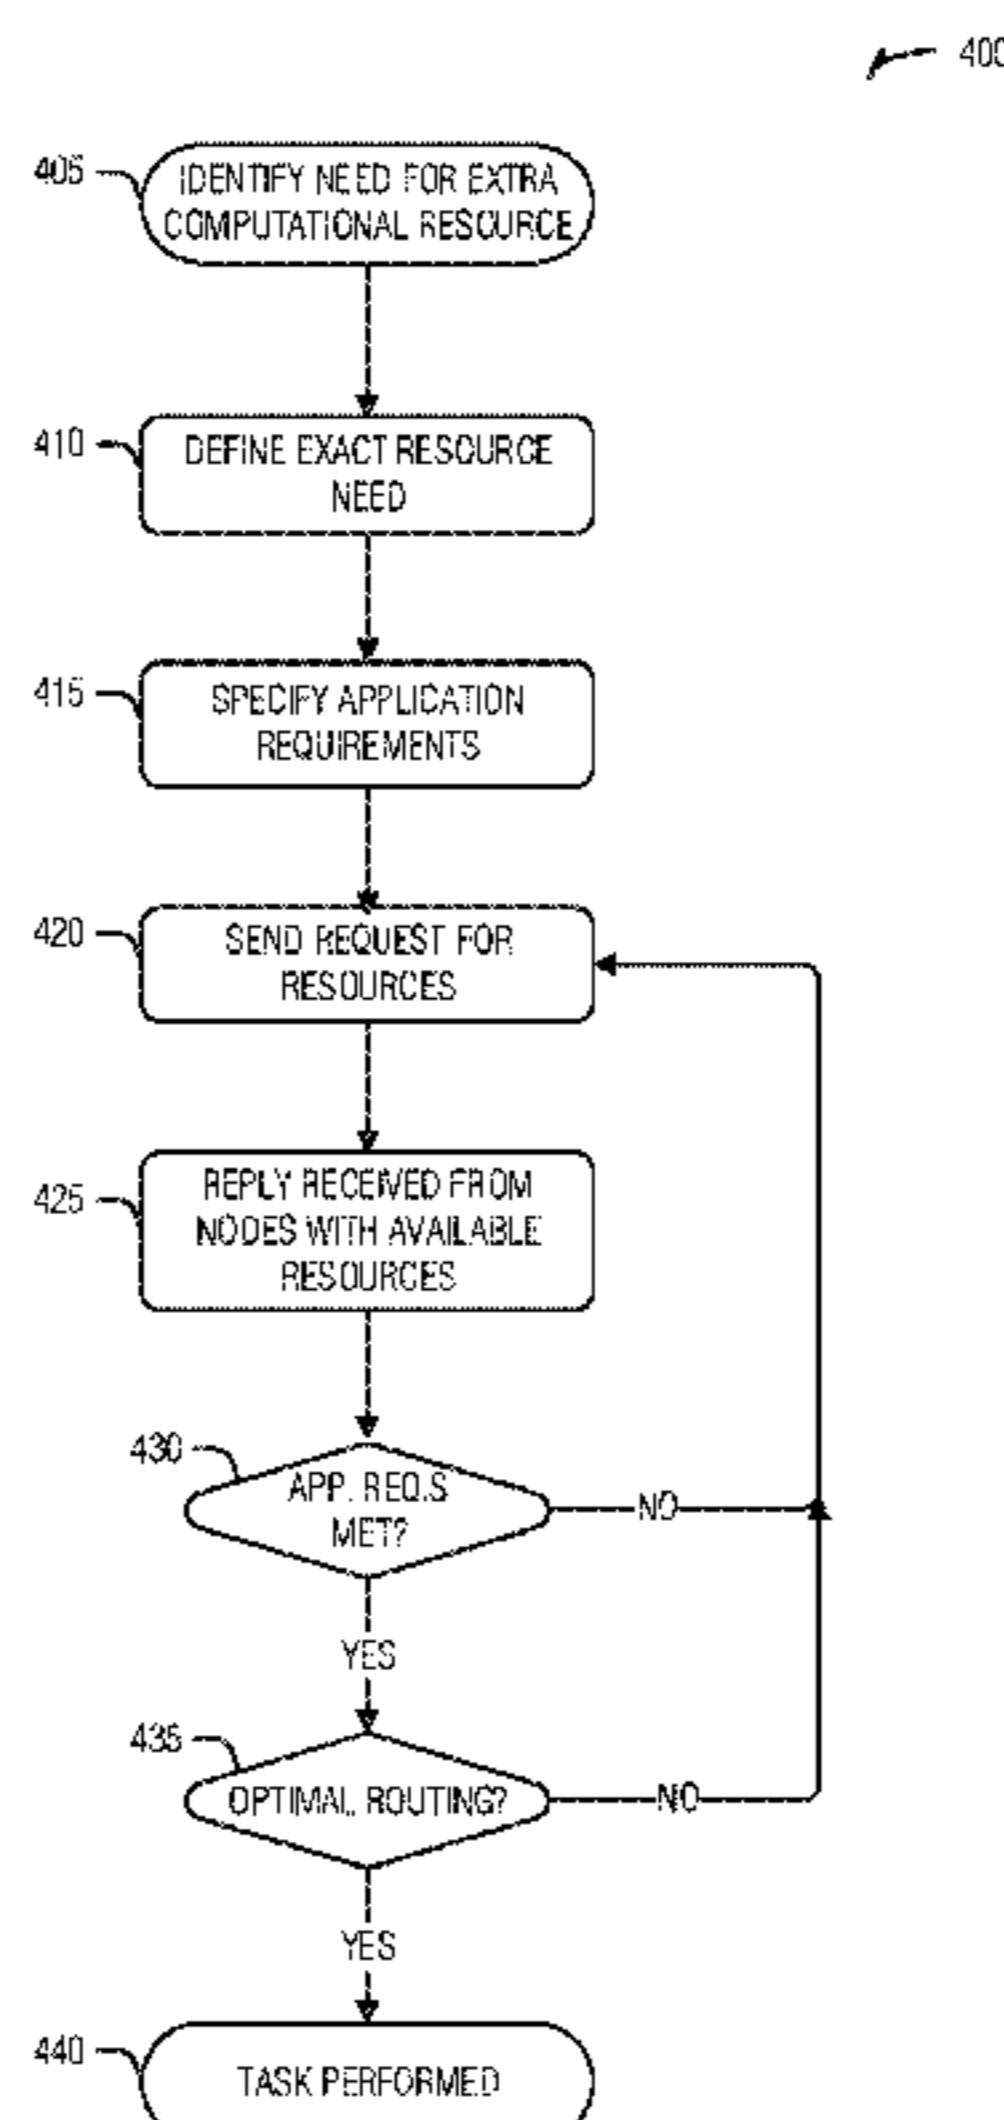 400
405
IDENTIFY NEED FOR EXTRA
COMPUTATIONAL RESOURCE
410
DEFINE EXACT RESOURCE
NEED
415
SPECIFY APPLICATION
REQUIREMENTS
420
SEND REQUEST FOR
RESOURCES
425
REPLY RECEIVED FROM
NODES WITH AVAILABLE
RESOURCES
430
APP. REQ.S
MET?
NO
YES
435
OPTIMAL ROUTING?
NO
YES
440
TASK PERFORMED